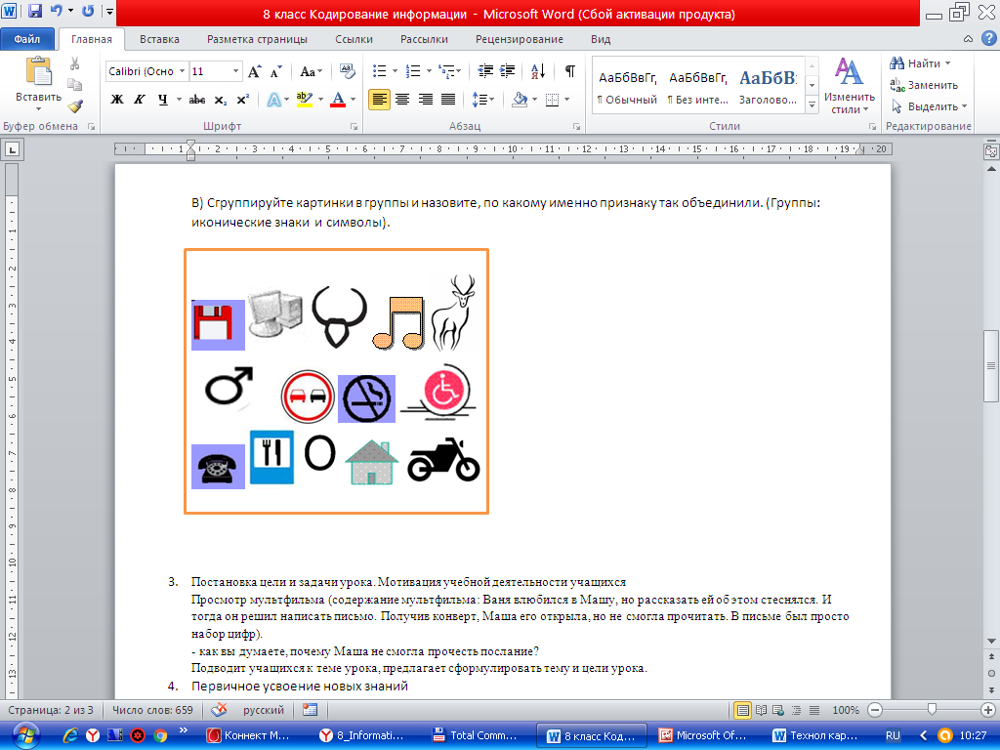 8 класс Кодирование информации - Microsoft Word (Сбой активации продукта)
Файл Главная Вставка Разметка страницы Ссылки Рассылки Рецензирование Вид
Вставить
Буфер обмена
Calibri (Осно 11
Шрифт
Абзац
АаБбВвГг, АаБбВвГг, АаБбВ
¶ Обычный ¶ Без инте... Заголово...
Стили
Изменить стили
Найти
Заменить
Выделить
Редактирование
В) Сгруппируйте картинки в группы и назовите, по какому именно признаку так объединили. (Группы:
иконические знаки и символы).
3. Постановка цели и задачи урока. Мотивация учебной деятельности учащихся
Просмотр мультфильма (содержание мультфильма: Ваня влюбился в Машу, но рассказать ей об этом стеснялся. И
тогда он решил написать письмо. Получив конверт, Маша его открыла, но не смогла прочитать. В письме был просто
набор цифр).
- как вы думаете, почему Маша не смогла прочесть послание?
Подводит учащихся к теме урока, предлагает сформулировать тему и цели урока.
4. Первичное усвоение новых знаний
Страница: 2 из 3 Число слов: 659 русский 100%
Коннект М... 8_Informati... Total Comm... 8 класс Код... Microsoft Of... Технол кар... RU 10:27